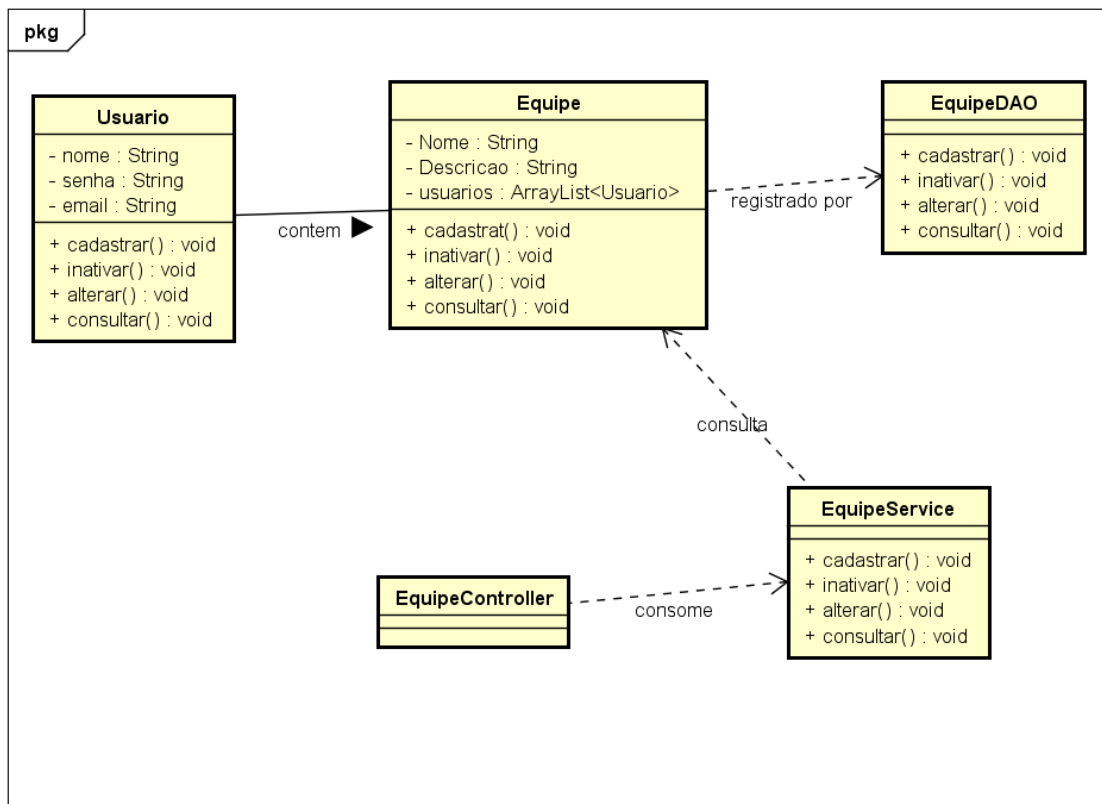 pkg
Usuario
- nome : String
- senha : String
- email : String
+ cadastrar() : void
+ inativar() : void
+ alterar() : void
+ consultar() : void
contem
Equipe
- Nome : String
- Descricao : String
- usuarios : ArrayList<Usuario>
+ cadastrat() : void
+ inativar() : void
+ alterar() : void
+ consultar() : void
registrado por
EquipeDAO
+ cadastrar() : void
+ inativar() : void
+ alterar() : void
+ consultar() : void
consulta
EquipeService
+ cadastrar() : void
+ inativar() : void
+ alterar() : void
+ consultar() : void
EquipeController
consome